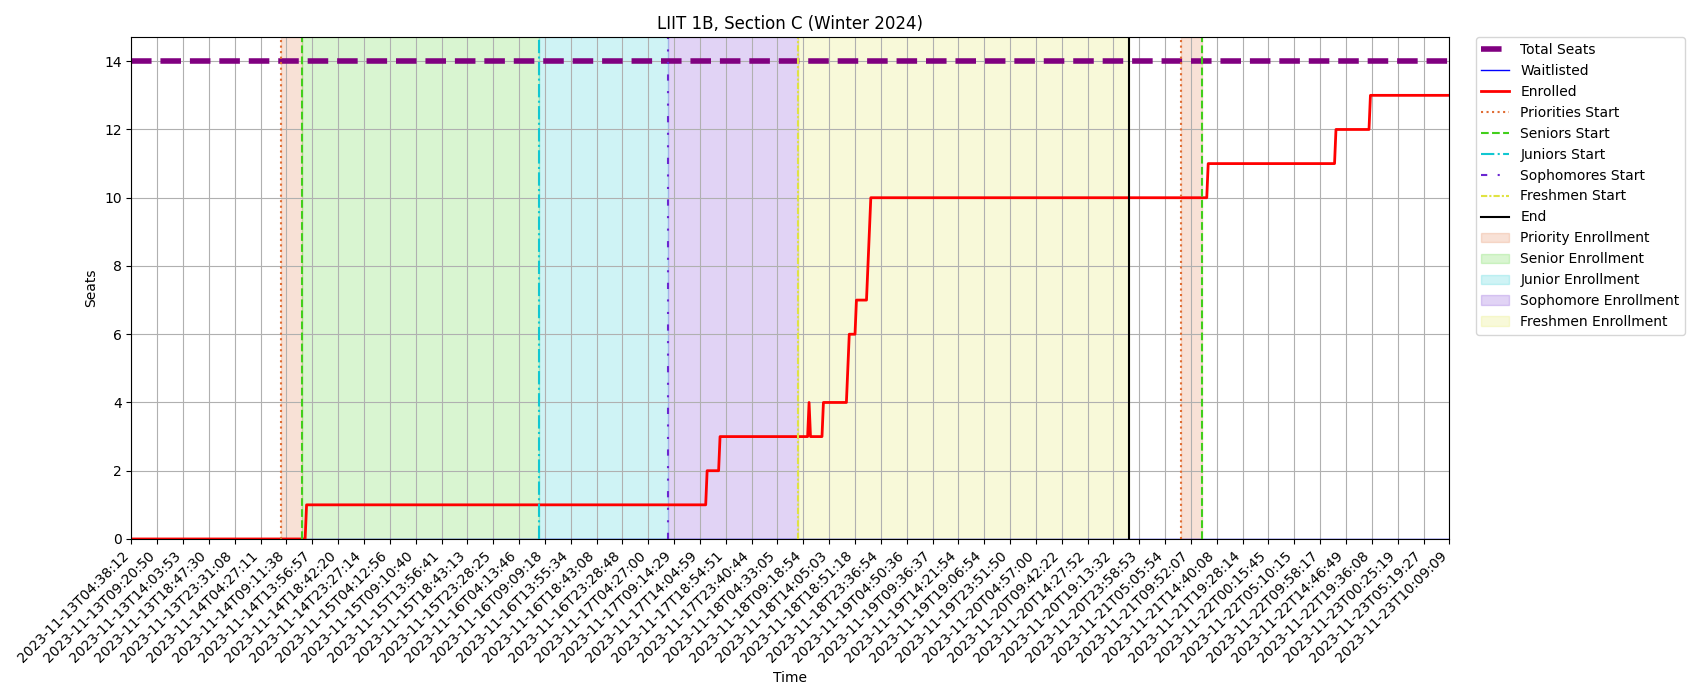 LIIT 1B, Section C (Winter 2024)
14
12
10
8
6
4
2
0
Seats
2023-11-13T04:38:12
2023-11-13T09:20:50
2023-11-13T14:03:53
2023-11-13T18:47:30
2023-11-13T23:31:08
2023-11-14T04:27:11
2023-11-14T09:11:38
2023-11-14T13:56:57
2023-11-14T18:42:20
2023-11-14T23:27:14
2023-11-15T04:12:56
2023-11-15T09:10:40
2023-11-15T13:56:41
2023-11-15T18:43:13
2023-11-15T23:28:25
2023-11-16T04:13:46
2023-11-16T09:09:18
2023-11-16T13:55:34
2023-11-16T18:43:08
2023-11-16T23:28:48
2023-11-17T04:27:00
2023-11-17T09:14:29
2023-11-17T14:04:59
2023-11-17T18:54:51
2023-11-17T23:40:44
2023-11-18T04:33:05
2023-11-18T09:18:54
2023-11-18T14:05:03
2023-11-18T18:51:18
2023-11-18T23:36:54
2023-11-19T04:50:36
2023-11-19T09:36:37
2023-11-19T14:21:54
2023-11-19T19:06:54
2023-11-19T23:51:50
2023-11-20T04:57:00
2023-11-20T09:42:22
2023-11-20T14:27:52
2023-11-20T19:13:32
2023-11-20T23:58:53
2023-11-21T05:05:54
2023-11-21T09:52:07
2023-11-21T14:40:08
2023-11-21T19:28:14
2023-11-22T00:15:45
2023-11-22T05:10:15
2023-11-22T09:58:17
2023-11-22T14:46:49
2023-11-22T19:36:08
2023-11-23T00:25:19
2023-11-23T05:19:27
2023-11-23T10:09:09
Time
Total Seats
Waitlisted
Enrolled
Priorities Start
Seniors Start
Juniors Start
Sophomores Start
Freshmen Start
End
Priority Enrollment
Senior Enrollment
Junior Enrollment
Sophomore Enrollment
Freshmen Enrollment